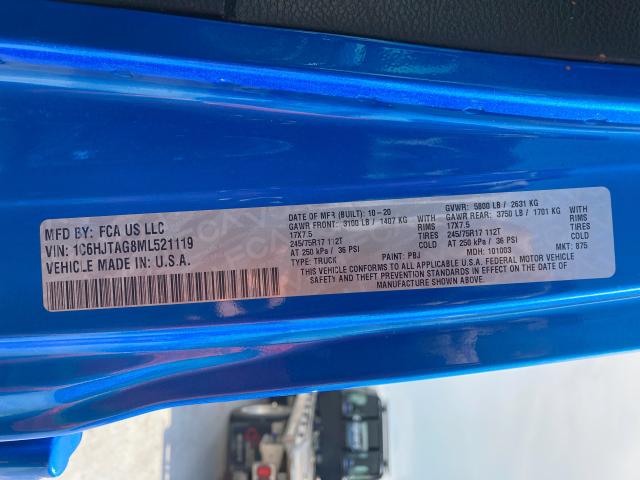 MFD BY: FCA US LLC
VIN: 1C6HJTAG8ML521119
VEHICLE MADE IN U.S.A.
DATE OF MFR (BUILT): 10-20
GAWR FRONT: 3100 LB / 1407 KG WITH
17X7.5 RIMS
245/75R17 112T TIRES
AT 250 kPa / 36 PSI
TYPE: TRUCK PAINT: PBJ
GVWR: 5800 LB / 2631 KG
GAWR REAR: 3750 LB / 1701 KG WITH
17X7.5 RIMS
245/75R17 112T TIRES
AT 250 kPa / 36 PSI
MDH: 101003 MKT: 875
THIS VEHICLE CONFORMS TO ALL APPLICABLE U.S.A. FEDERAL MOTOR VEHICLE
SAFETY AND THEFT PREVENTION STANDARDS IN EFFECT ON THE DATE OF
MANUFACTURE SHOWN ABOVE.